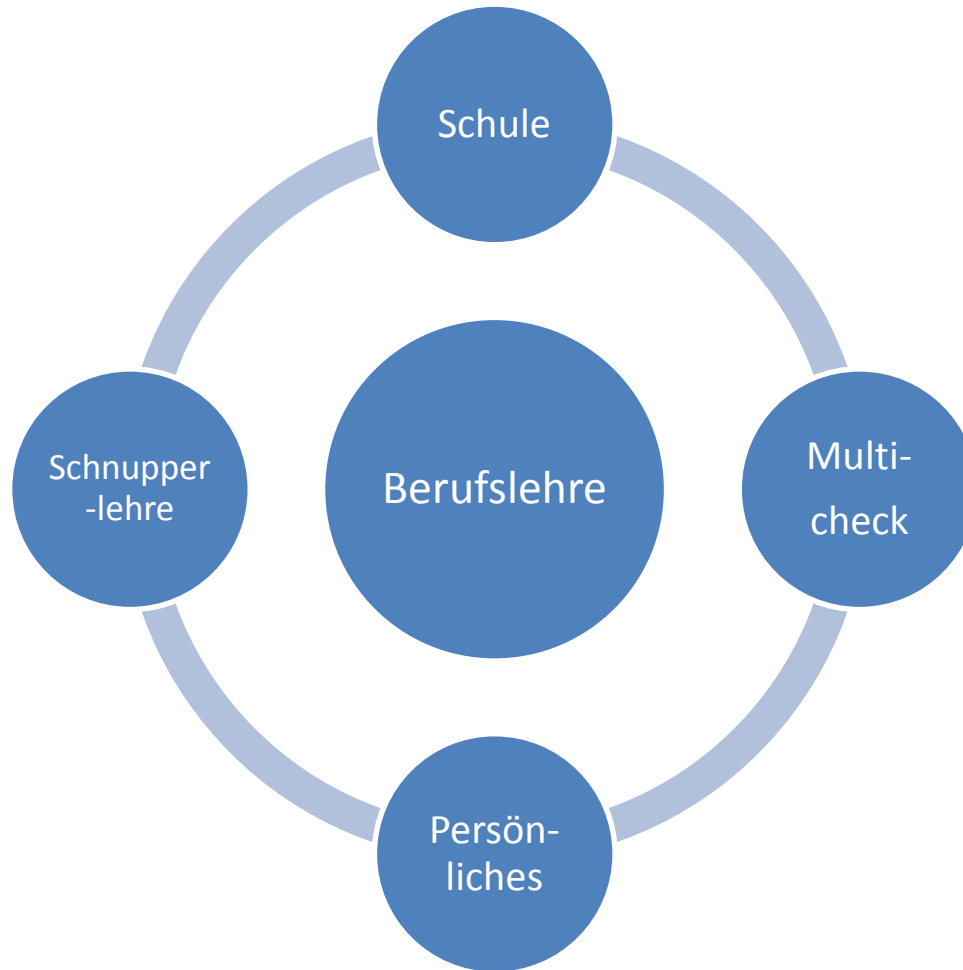 Schule
Schnupper
-lehre
Berufslehre
Multi-
check
Persön-
liches